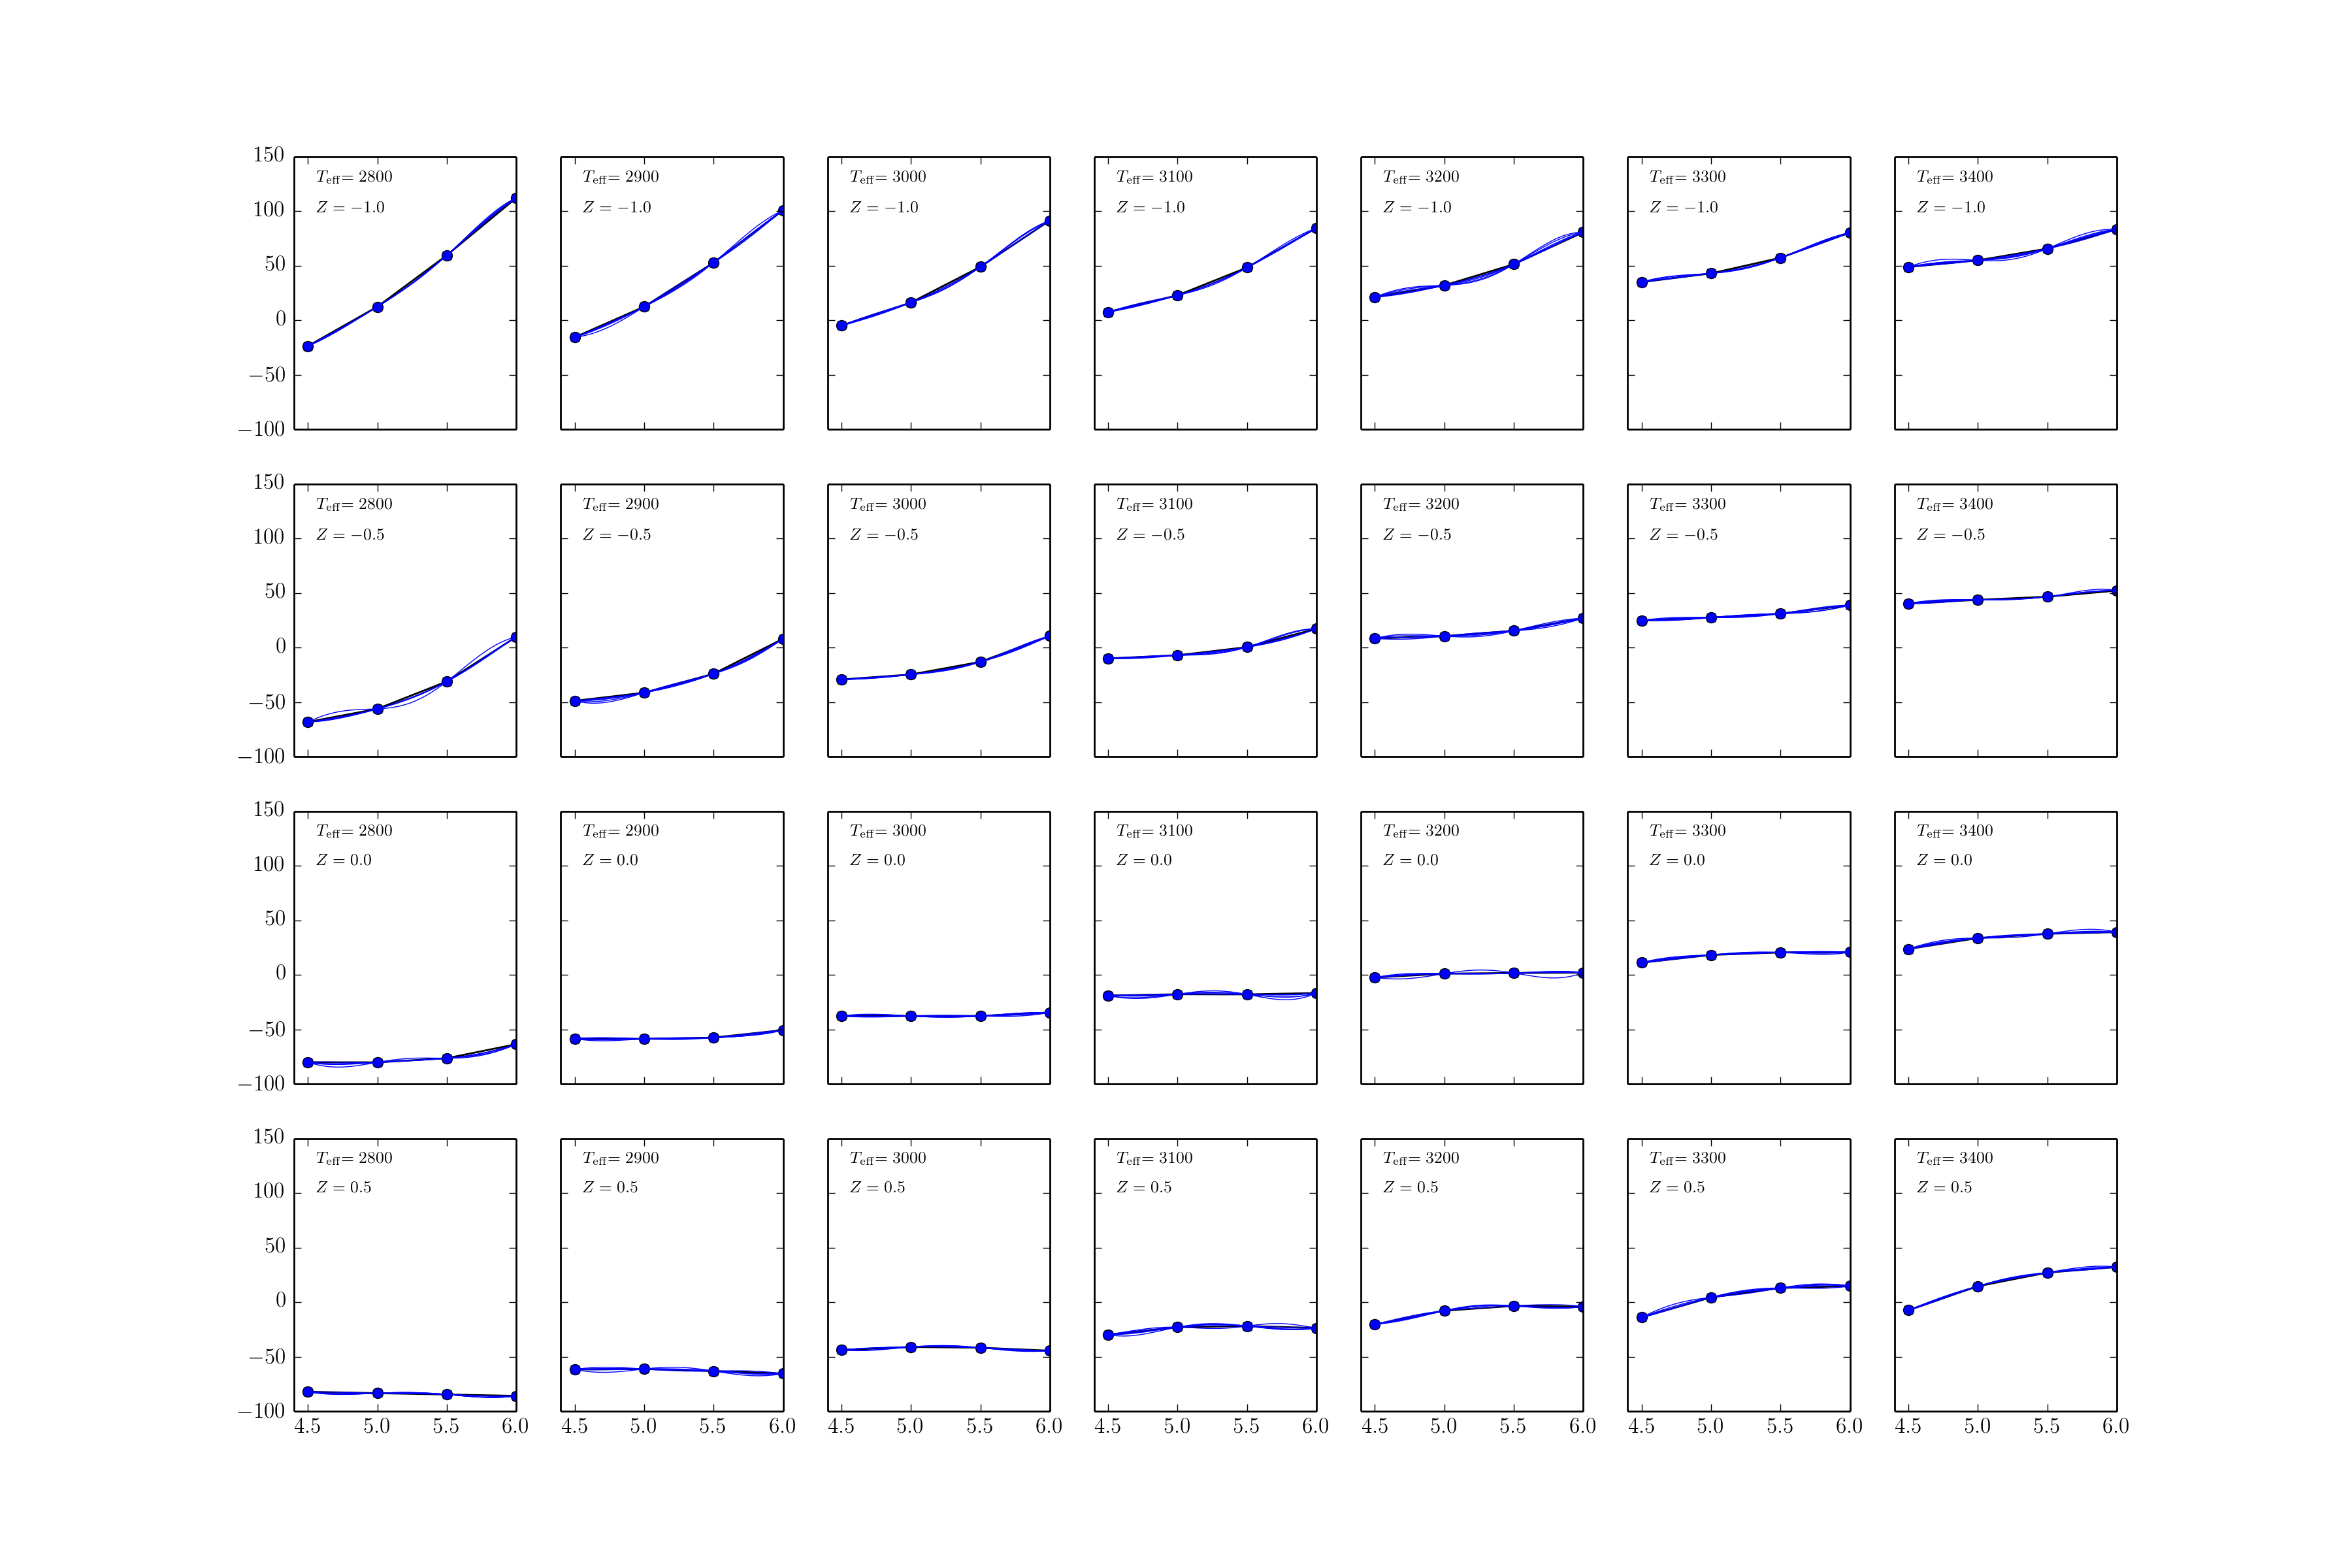 150
100
50
0
−50
−100
T_eff= 2800
Z = −1.0
T_eff= 2900
Z = −1.0
T_eff= 3000
Z = −1.0
T_eff= 3100
Z = −1.0
T_eff= 3200
Z = −1.0
T_eff= 3300
Z = −1.0
T_eff= 3400
Z = −1.0
150
100
50
0
−50
−100
T_eff= 2800
Z = −0.5
T_eff= 2900
Z = −0.5
T_eff= 3000
Z = −0.5
T_eff= 3100
Z = −0.5
T_eff= 3200
Z = −0.5
T_eff= 3300
Z = −0.5
T_eff= 3400
Z = −0.5
150
100
50
0
−50
−100
T_eff= 2800
Z = 0.0
T_eff= 2900
Z = 0.0
T_eff= 3000
Z = 0.0
T_eff= 3100
Z = 0.0
T_eff= 3200
Z = 0.0
T_eff= 3300
Z = 0.0
T_eff= 3400
Z = 0.0
150
100
50
0
−50
−100
T_eff= 2800
Z = 0.5
T_eff= 2900
Z = 0.5
T_eff= 3000
Z = 0.5
T_eff= 3100
Z = 0.5
T_eff= 3200
Z = 0.5
T_eff= 3300
Z = 0.5
T_eff= 3400
Z = 0.5
4.5 5.0 5.5 6.0
4.5 5.0 5.5 6.0
4.5 5.0 5.5 6.0
4.5 5.0 5.5 6.0
4.5 5.0 5.5 6.0
4.5 5.0 5.5 6.0
4.5 5.0 5.5 6.0